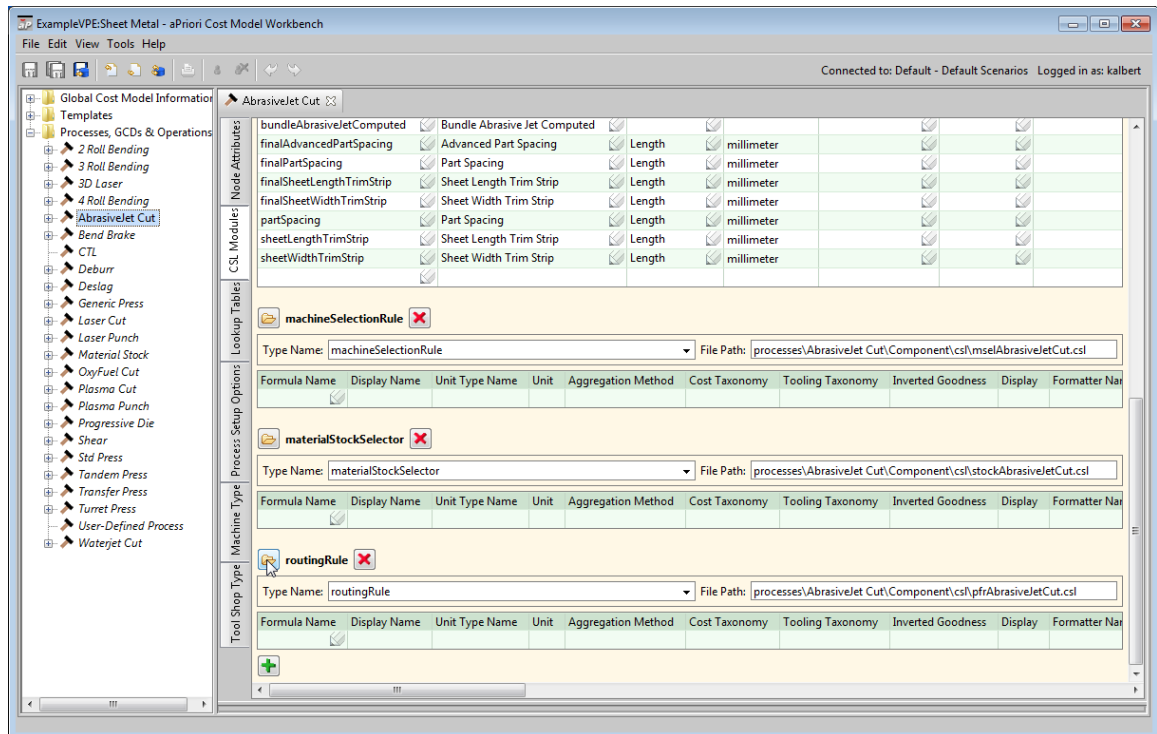 ExampleVPE:Sheet Metal - aPriori Cost Model Workbench
File Edit View Tools Help
Connected to: Default - Default Scenarios Logged in as: kalbert
Global Cost Model Information
Templates
Processes, GCDs & Operations
2 Roll Bending
3 Roll Bending
3D Laser
4 Roll Bending
AbrasiveJet Cut
Bend Brake
CTL
Deburr
Deslag
Generic Press
Laser Cut
Laser Punch
Material Stock
OxyFuel Cut
Plasma Cut
Plasma Punch
Progressive Die
Shear
Std Press
Tandem Press
Transfer Press
Turret Press
User-Defined Process
Waterjet Cut
AbrasiveJet Cut
Node Attributes
CSL Modules
Lookup Tables
Process Setup Options
Machine Type
Tool Shop Type
bundleAbrasiveJetComputed Bundle Abrasive Jet Computed
finalAdvancedPartSpacing Advanced Part Spacing Length millimeter
finalPartSpacing Part Spacing Length millimeter
finalSheetLengthTrimStrip Sheet Length Trim Strip Length millimeter
finalSheetWidthTrimStrip Sheet Width Trim Strip Length millimeter
partSpacing Part Spacing Length millimeter
sheetLengthTrimStrip Sheet Length Trim Strip Length millimeter
sheetWidthTrimStrip Sheet Width Trim Strip Length millimeter
machineSelectionRule
Type Name: machineSelectionRule File Path: processes\AbrasiveJet Cut\Component\csl\mselAbrasiveJetCut.csl
Formula Name Display Name Unit Type Name Unit Aggregation Method Cost Taxonomy Tooling Taxonomy Inverted Goodness Display Formatter Nar
materialStockSelector
Type Name: materialStockSelector File Path: processes\AbrasiveJet Cut\Component\csl\stockAbrasiveJetCut.csl
Formula Name Display Name Unit Type Name Unit Aggregation Method Cost Taxonomy Tooling Taxonomy Inverted Goodness Display Formatter Nar
routingRule
Type Name: routingRule File Path: processes\AbrasiveJet Cut\Component\csl\pfrAbrasiveJetCut.csl
Formula Name Display Name Unit Type Name Unit Aggregation Method Cost Taxonomy Tooling Taxonomy Inverted Goodness Display Formatter Nar